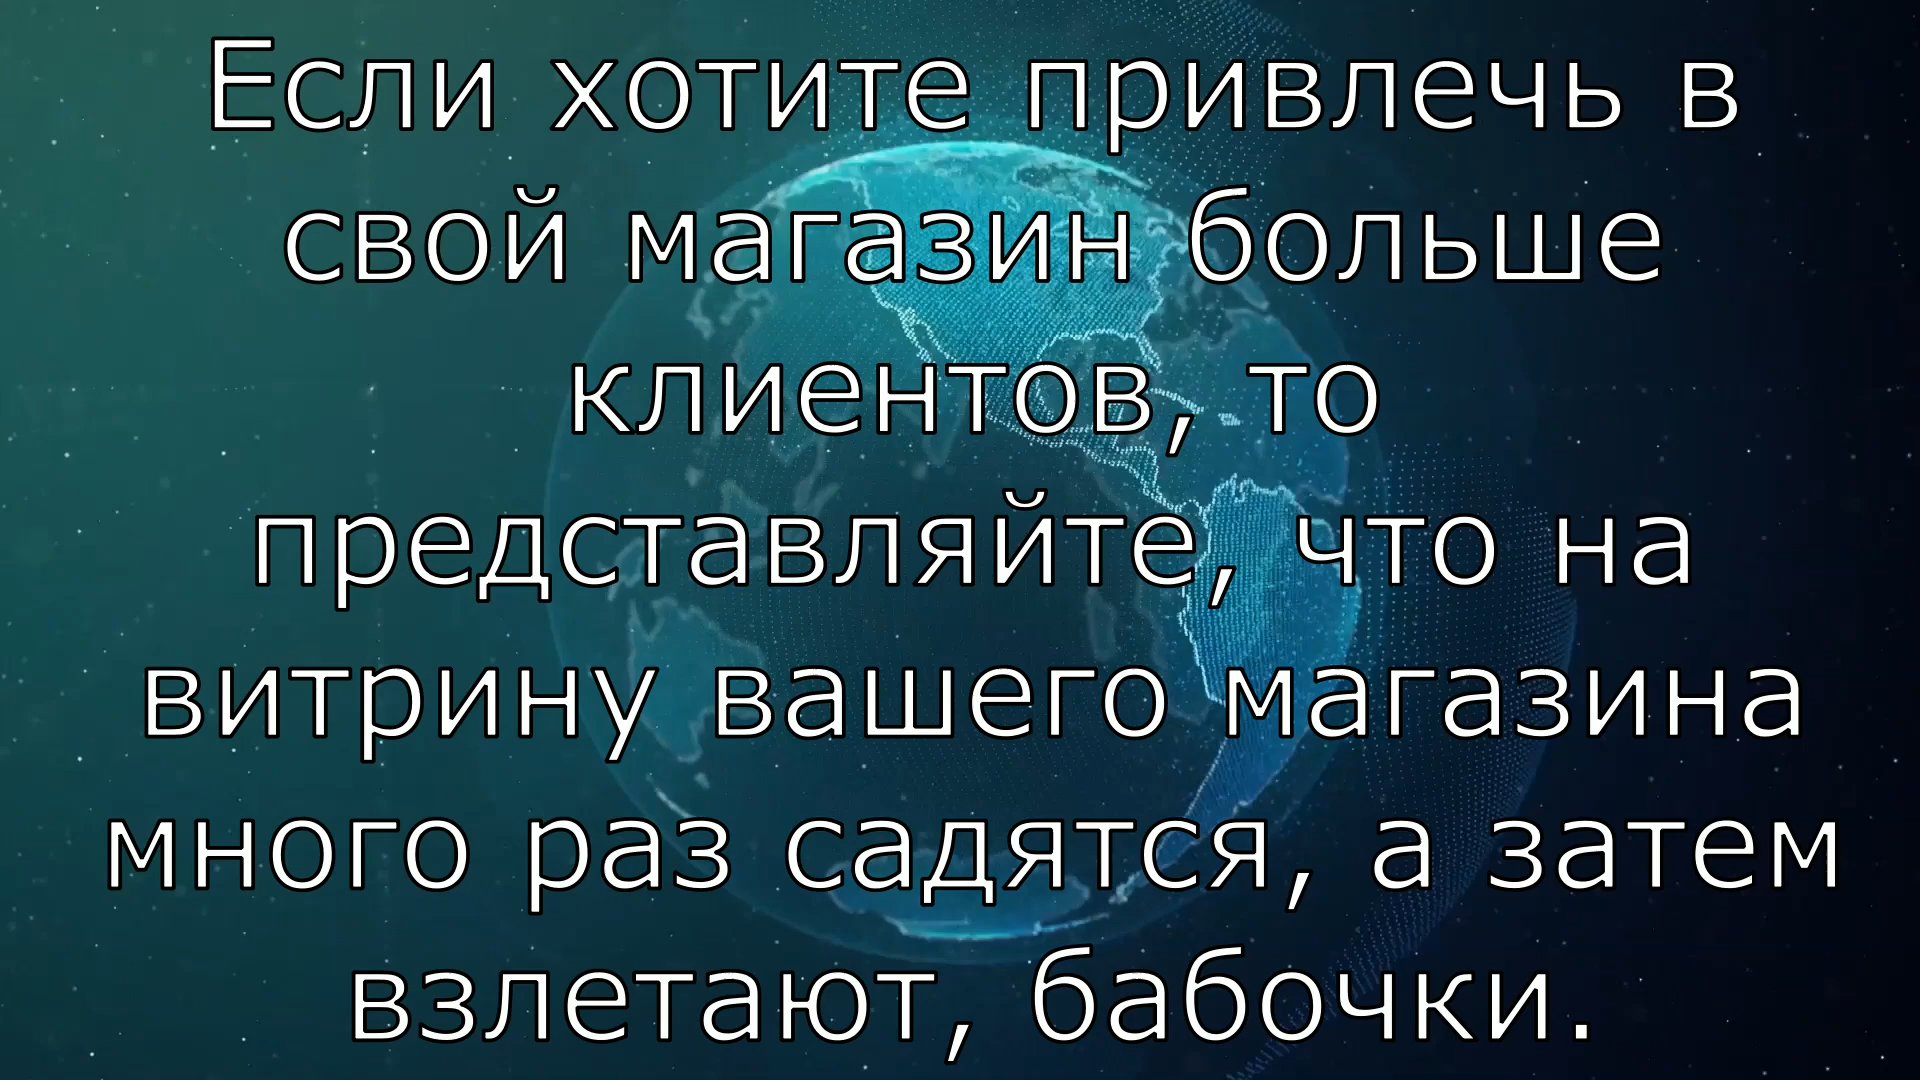 Если хотите привлечь в
свой магазин больше
клиентов, то
представляйте, что на
витрину вашего магазина
много раз садятся, а затем
взлетают, бабочки.